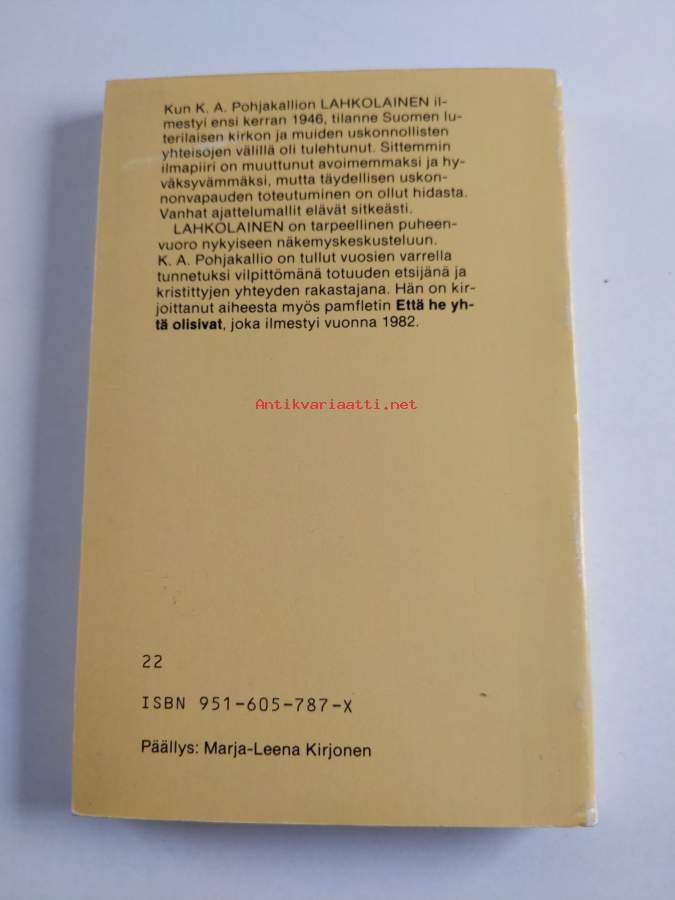 Kun K. A. Pohjakallion LAHKOLAINEN il-
mestyi ensi kerran 1946, tilanne Suomen lu-
terilaisen kirkon ja muiden uskonnollisten
yhteisöjen välillä oli tulehtunut. Sittemmin
ilmapiiri on muuttunut avoimemmaksi ja hy-
väksyvämmäksi, mutta täydellisen uskon-
nonvapauden toteutuminen on ollut hidasta.
Vanhat ajattelumallit elävät sitkeästi.
LAHKOLAINEN on tarpeellinen puheen-
vuoro nykyiseen näkemyskeskusteluun.
K. A. Pohjakallio on tullut vuosien varrella
tunnetuksi vilpittömänä totuuden etsijänä ja
kristittyjen yhteyden rakastajana. Hän on kir-
joittanut aiheesta myös pamfletin Että he yh-
tä olisivat, joka ilmestyi vuonna 1982.
Antikvariaatti.net
22
ISBN 951-605-787-X
Päällys: Marja-Leena Kirjonen